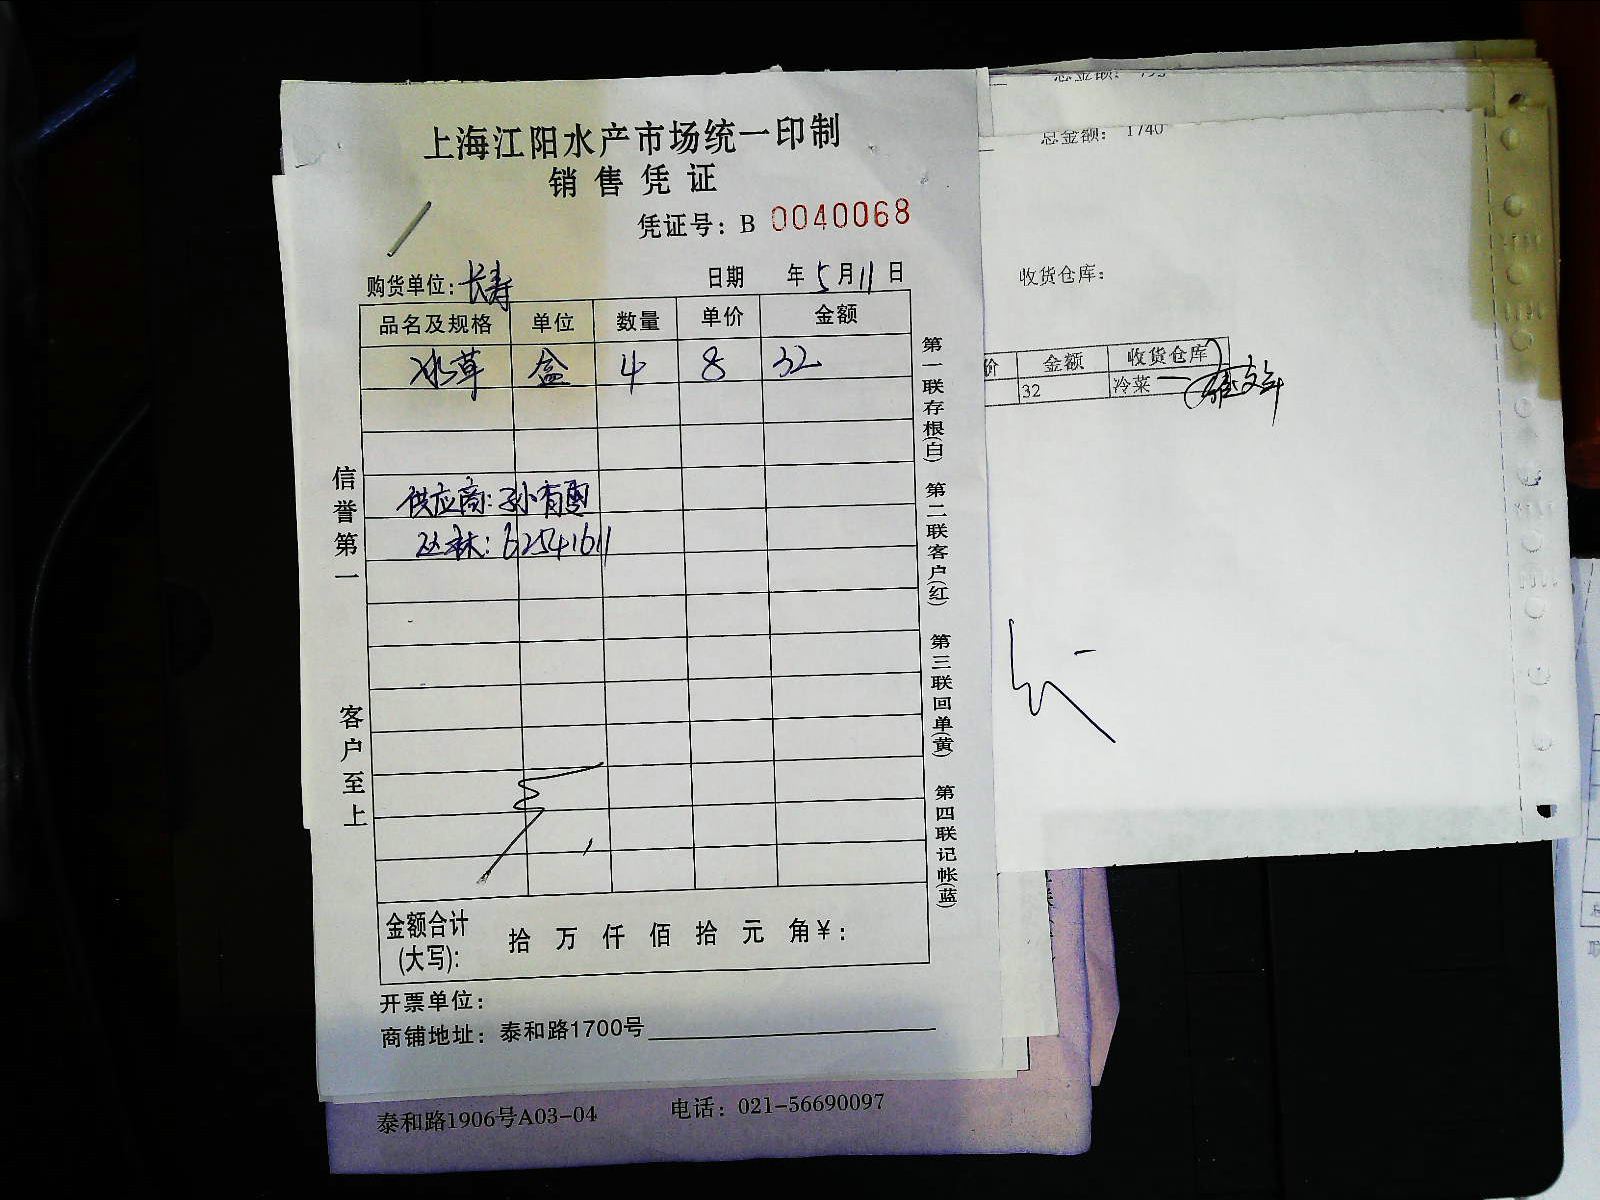 上海江阳水产市场统一印制
销售凭证
凭证号：B 0040068
购货单位：长寿 日期 年5月11日
品名及规格 单位 数量 单价 金额
冰草 盒 4 8 32
供应商：孙有
62541611
金额合计(大写)： 拾 万 仟 佰 拾 元 角¥：
开票单位：
商铺地址：泰和路1700号
信誉第一
客户至上
第一联存根(白) 第二联客户(红) 第三联回单(黄) 第四联记帐(蓝)
泰和路1906号A03-04 电话：021-56690097
总金额： 1740
收货仓库：
价 金额 收货仓库
32 冷菜